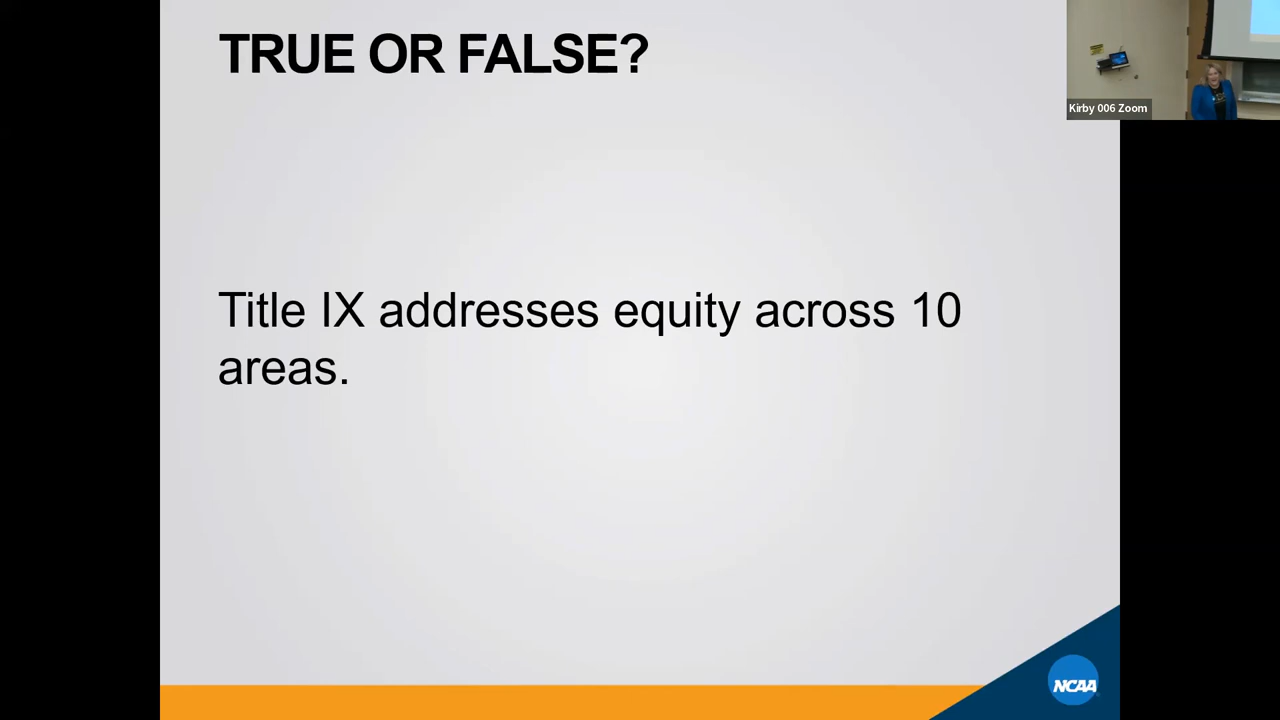 TRUE OR FALSE?
Kirby 006 Zoom
Title IX addresses equity across 10
areas.
NCAA